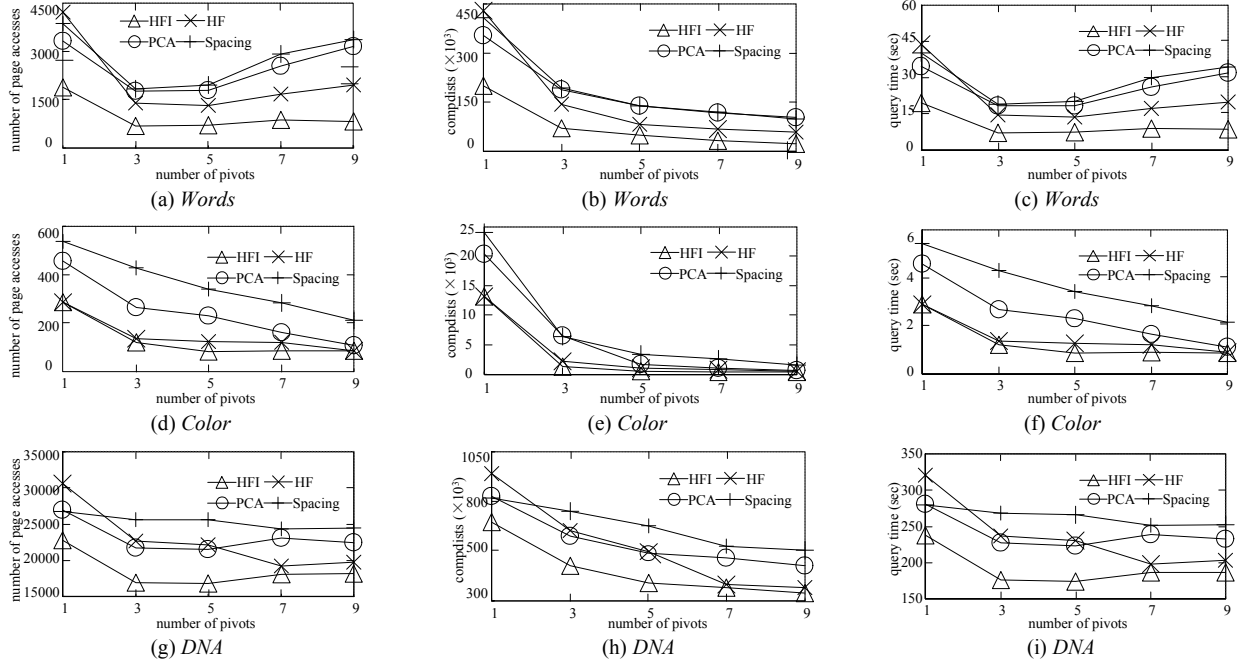 number of page accesses
4500
3000
1500
0
HFI
HF
PCA
Spacing
1 3 5 7 9
number of pivots
(a) Words
compdists (×10³)
450
300
150
0
HFI
HF
PCA
Spacing
1 3 5 7 9
number of pivots
(b) Words
query time (sec)
60
45
30
15
0
HFI
HF
PCA
Spacing
1 3 5 7 9
number of pivots
(c) Words
number of page accesses
600
400
200
0
HFI
HF
PCA
Spacing
1 3 5 7 9
number of pivots
(d) Color
compdists (×10³)
25
20
15
10
5
0
HFI
HF
PCA
Spacing
1 3 5 7 9
number of pivots
(e) Color
query time (sec)
6
4
2
0
HFI
HF
PCA
Spacing
1 3 5 7 9
number of pivots
(f) Color
number of page accesses
35000
30000
25000
20000
15000
HFI
HF
PCA
Spacing
1 3 5 7 9
number of pivots
(g) DNA
compdists (×10³)
1050
800
500
300
HFI
HF
PCA
Spacing
1 3 5 7 9
number of pivots
(h) DNA
query time (sec)
350
300
250
200
150
HFI
HF
PCA
Spacing
1 3 5 7 9
number of pivots
(i) DNA